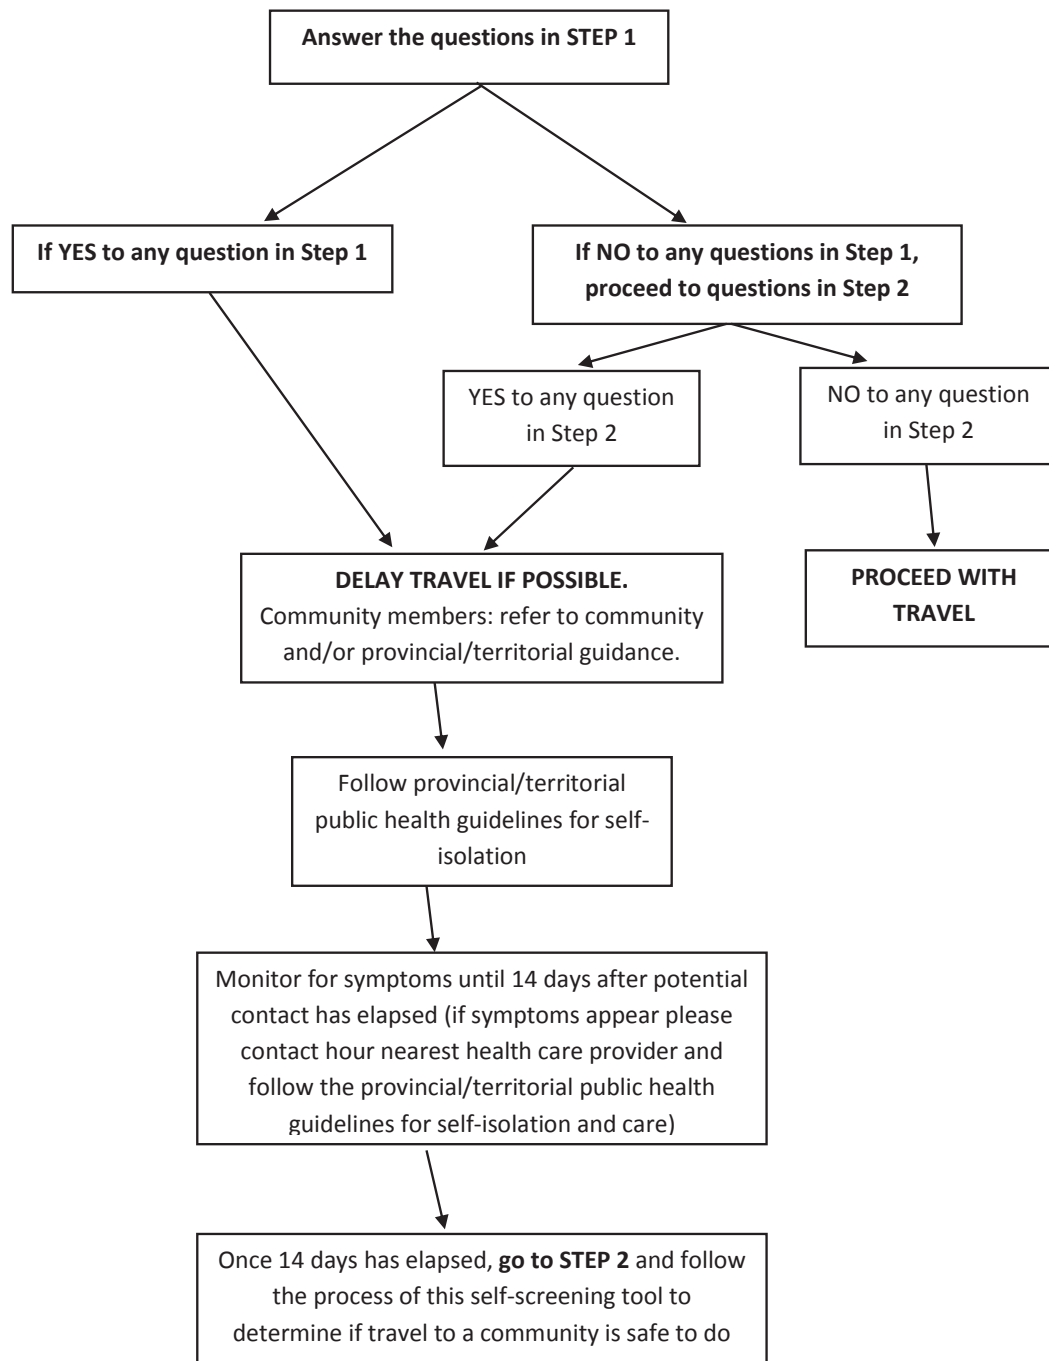 Answer the questions in STEP 1
If YES to any question in Step 1
If NO to any questions in Step 1,
proceed to questions in Step 2
YES to any question
in Step 2
NO to any question
in Step 2
DELAY TRAVEL IF POSSIBLE.
Community members: refer to community
and/or provincial/territorial guidance.
PROCEED WITH
TRAVEL
Follow provincial/territorial
public health guidelines for self-
isolation
Monitor for symptoms until 14 days after potential
contact has elapsed (if symptoms appear please
contact hour nearest health care provider and
follow the provincial/territorial public health
guidelines for self-isolation and care)
Once 14 days has elapsed, go to STEP 2 and follow
the process of this self-screening tool to
determine if travel to a community is safe to do